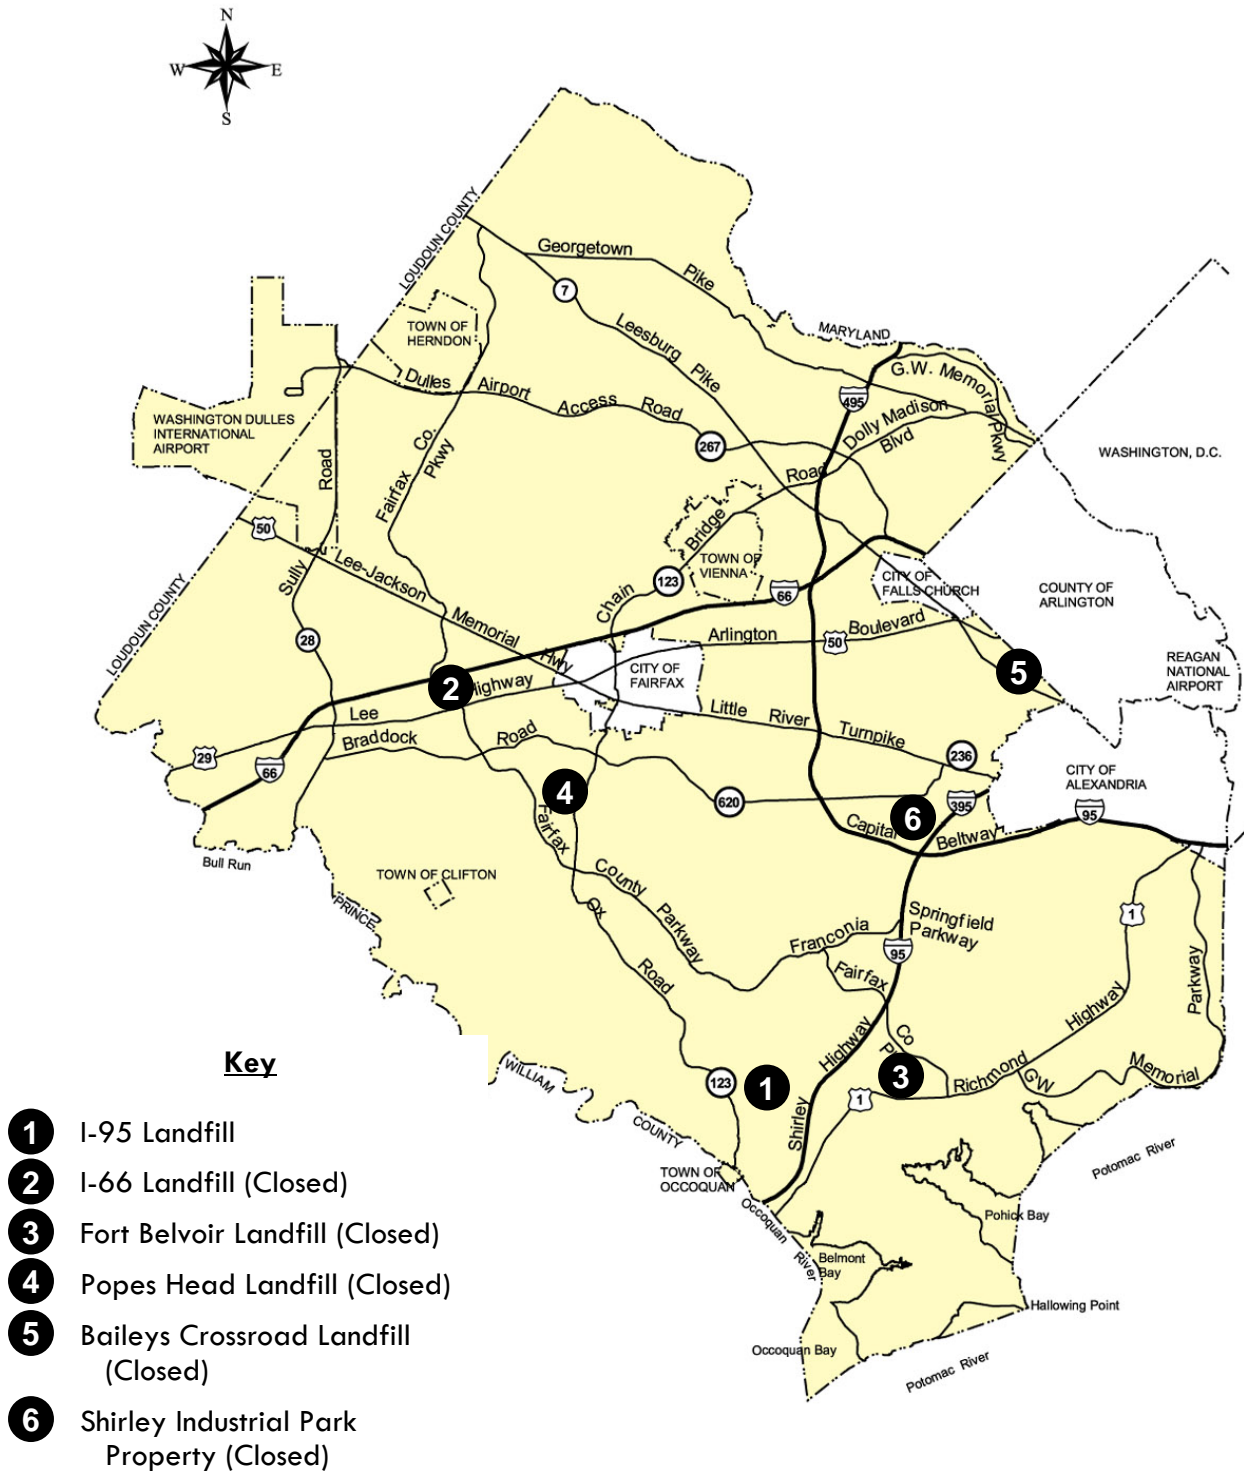 N
W E
S
LOUDOUN COUNTY
Georgetown
Pike
7
Leesburg Pike
MARYLAND
TOWN OF
HERNDON
G.W. Memorial Pkwy
495
Dulles Airport Access Road
Dolly Madison
Blvd
WASHINGTON DULLES
INTERNATIONAL
AIRPORT
Fairfax Co.
Pkwy
267
WASHINGTON, D.C.
Road
Road
50
Bridge
Sully
Lee-Jackson
TOWN OF
VIENNA
CITY OF
FALLS CHURCH
COUNTY OF
ARLINGTON
LOUDOUN COUNTY
123
66
Chain
Memorial
Hwy
28
Arlington
50
Boulevard
CITY OF
FAIRFAX
REAGAN
NATIONAL
AIRPORT
5
2
Highway
Lee
Little River Turnpike
Braddock Road
29
66
236
CITY OF
ALEXANDRIA
4
620
6
395
95
Capital Beltway
Fairfax
Bull Run
TOWN OF CLIFTON
County
Parkway
PRINCE
Ox
Road
Franconia
Springfield
Parkway
1
95
Fairfax
Co
Parkway
Highway
Highway
Key
WILLIAM
123
1
3
Richmond
G W
Memorial
1
Shirley
COUNTY
1 I-95 Landfill
TOWN OF
OCCOQUAN
Potomac River
2 I-66 Landfill (Closed)
Occoquan River
Pohick Bay
3 Fort Belvoir Landfill (Closed)
Belmont
Bay
4 Popes Head Landfill (Closed)
Hallowing Point
5 Baileys Crossroad Landfill
(Closed)
Occoquan Bay
Potomac River
6 Shirley Industrial Park
Property (Closed)